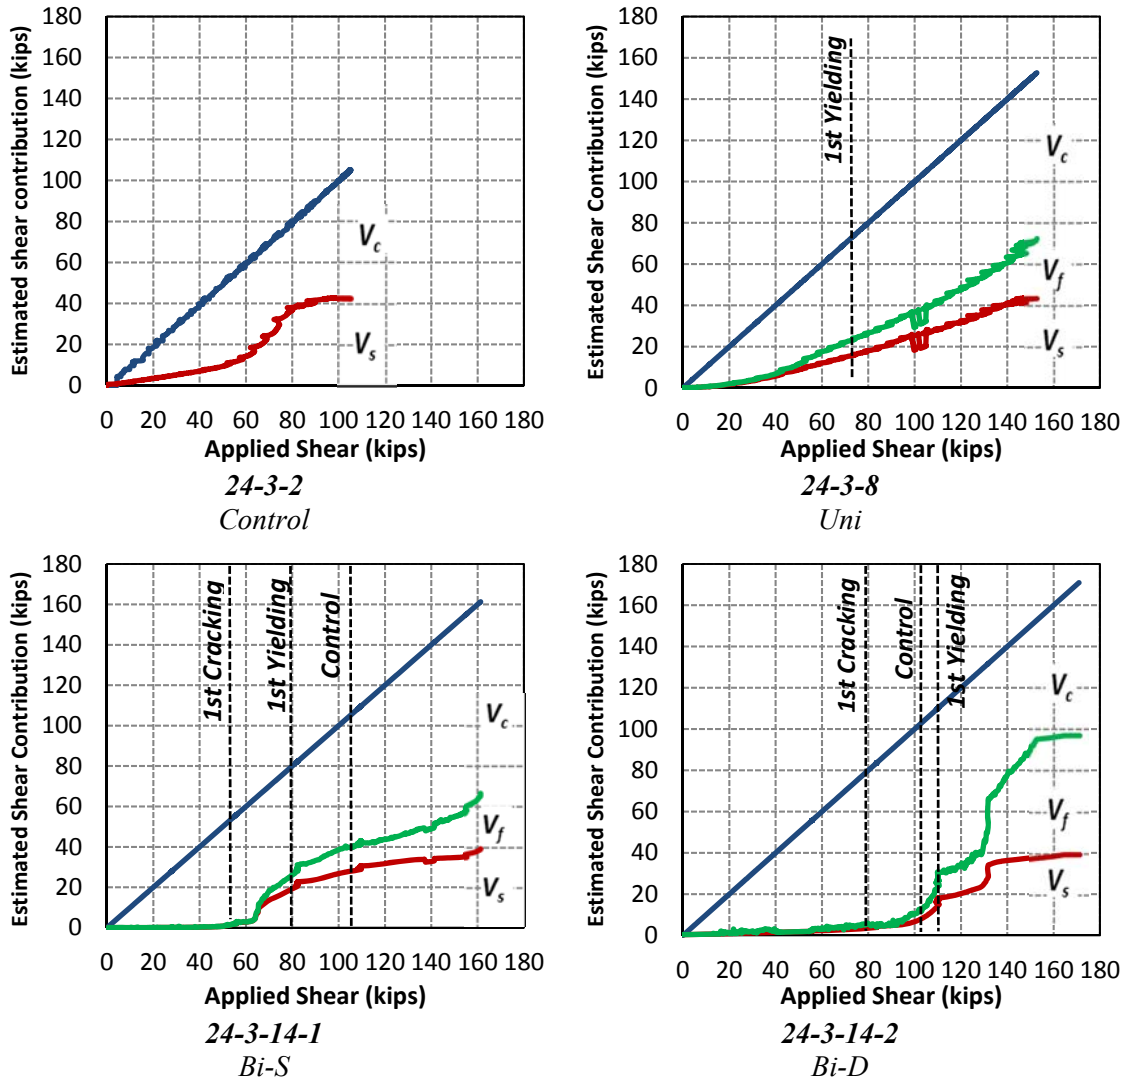 Estimated shear contribution (kips)
180
160
140
120
100
80
60
40
20
0
V_c
V_s
0 20 40 60 80 100 120 140 160 180
Applied Shear (kips)
24-3-2
Control
Estimated Shear Contribution (kips)
180
160
140
120
100
80
60
40
20
0
1st Yielding
V_c
V_f
V_s
0 20 40 60 80 100 120 140 160 180
Applied Shear (kips)
24-3-8
Uni
Estimated Shear Contribution (kips)
180
160
140
120
100
80
60
40
20
0
1st Cracking
1st Yielding
Control
V_c
V_f
V_s
0 20 40 60 80 100 120 140 160 180
Applied Shear (kips)
24-3-14-1
Bi-S
Estimated Shear Contribution (kips)
180
160
140
120
100
80
60
40
20
0
1st Cracking
Control
1st Yielding
V_c
V_f
V_s
0 20 40 60 80 100 120 140 160 180
Applied Shear (kips)
24-3-14-2
Bi-D